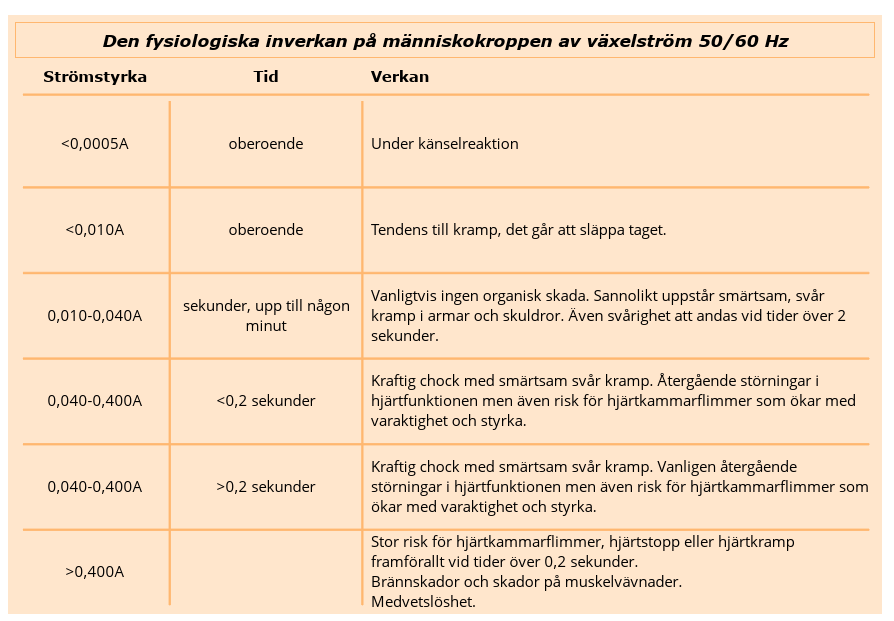 Den fysiologiska inverkan på människokroppen av växelström 50/60 Hz
Strömstyrka Tid Verkan
<0,0005A oberoende Under känselreaktion
<0,010A oberoende Tendens till kramp, det går att släppa taget.
0,010-0,040A
sekunder, upp till någon
minut
Vanligtvis ingen organisk skada. Sannolikt uppstår smärtsam, svår
kramp i armar och skuldror. Även svårighet att andas vid tider över 2
sekunder.
0,040-0,400A
<0,2 sekunder
Kraftig chock med smärtsam svår kramp. Återgående störningar i
hjärtfunktionen men även risk för hjärtkammarflimmer som ökar med
varaktighet och styrka.
0,040-0,400A
>0,2 sekunder
Kraftig chock med smärtsam svår kramp. Vanligen återgående
störningar i hjärtfunktionen men även risk för hjärtkammarflimmer som
ökar med varaktighet och styrka.
>0,400A
Stor risk för hjärtkammarflimmer, hjärtstopp eller hjärtkramp
framförallt vid tider över 0,2 sekunder.
Brännskador och skador på muskelvävnader.
Medvetslöshet.